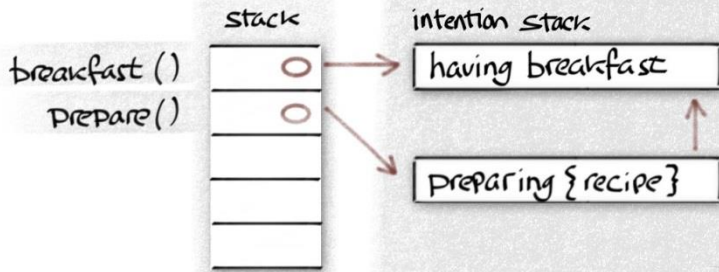 stack
intention stack
breakfast()
having breakfast
prepare()
preparing {recipe}